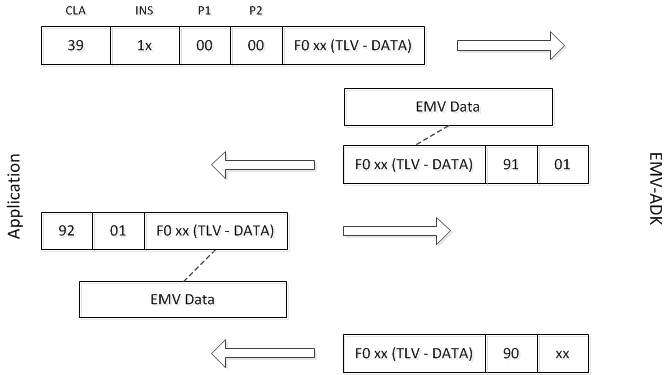 CLA INS P1 P2
39 1x 00 00 F0 xx (TLV - DATA)
EMV Data
F0 xx (TLV - DATA) 91 01
Application
EMV-ADK
92 01 F0 xx (TLV - DATA)
EMV Data
F0 xx (TLV - DATA) 90 xx